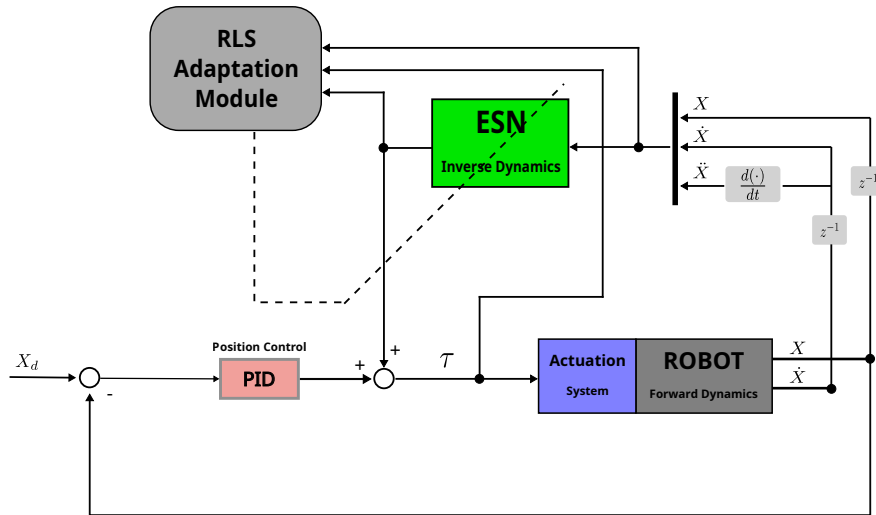 RLS
Adaptation
Module
ESN
Inverse Dynamics
X
Ẋ
Ẍ
d(·)
dt
z⁻¹
z⁻¹
X_d
-
Position Control
PID
+
+
τ
Actuation
System
ROBOT
Forward Dynamics
X
Ẋ